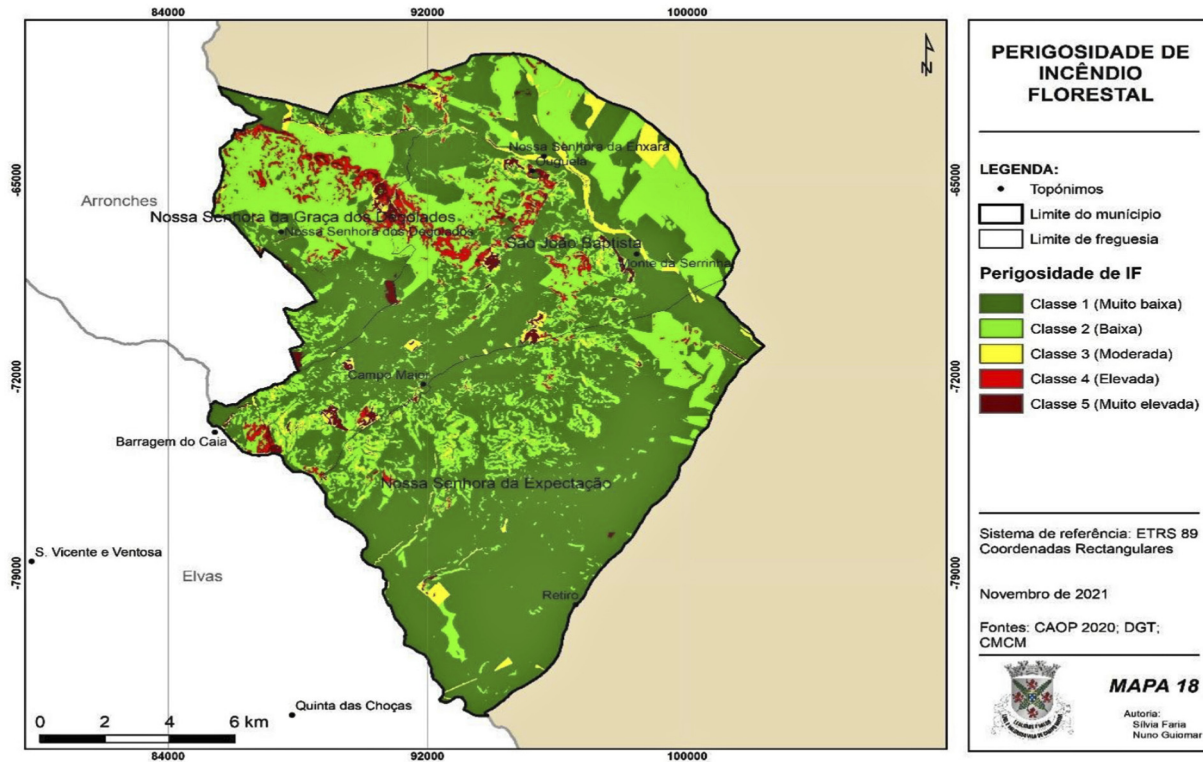 84000
92000
100000
-65000
-65000
-72000
-72000
-79000
-79000
N
Nossa Senhora da Enxara
Ouguela
Arronches
Nossa Senhora da Graça dos Degolados
Nossa Senhora dos Degolados
São João Baptista
Monte da Serrinha
Campo Maior
Barragem do Caia
Nossa Senhora da Expectação
S. Vicente e Ventosa
Elvas
Retiro
Quinta das Choças
0 2 4 6 km
84000
92000
100000
PERIGOSIDADE DE
INCÊNDIO
FLORESTAL
LEGENDA:
Topónimos
Limite do município
Limite de freguesia
Perigosidade de IF
Classe 1 (Muito baixa)
Classe 2 (Baixa)
Classe 3 (Moderada)
Classe 4 (Elevada)
Classe 5 (Muito elevada)
Sistema de referência: ETRS 89
Coordenadas Rectangulares
Novembro de 2021
Fontes: CAOP 2020; DGT;
CMCM
MAPA 18
Autoria:
Sílvia Faria
Nuno Guiomar